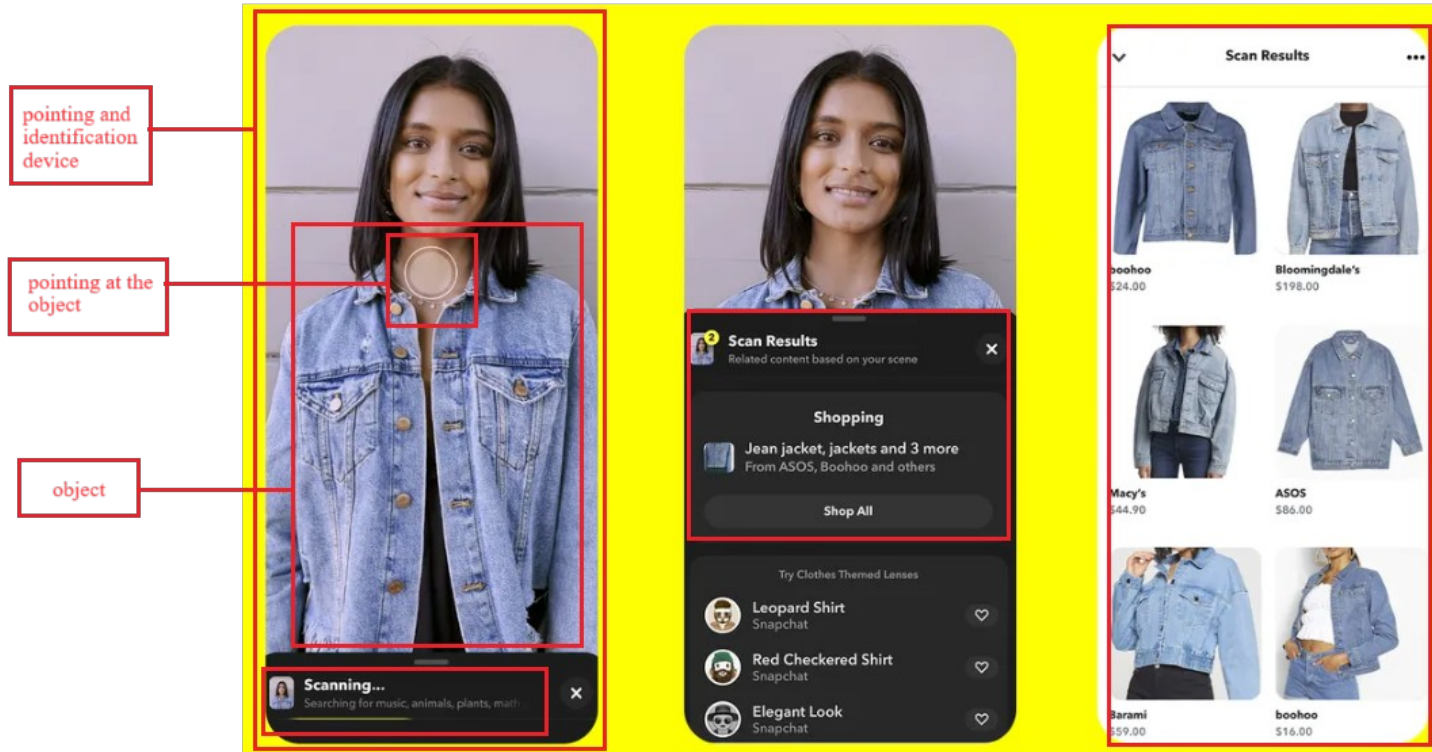 pointing and
identification
device
pointing at the
object
object
Scanning...
Searching for music, animals, plants, math
Scan Results
Related content based on your scene
2
Shopping
Jean jacket, jackets and 3 more
From ASOS, Boohoo and others
Shop All
Try Clothes Themed Lenses
Leopard Shirt
Snapchat
Red Checkered Shirt
Snapchat
Elegant Look
Snapchat
Scan Results
boohoo
$24.00
Bloomingdale's
$198.00
Macy's
$44.90
ASOS
$86.00
Barami
$59.00
boohoo
$16.00